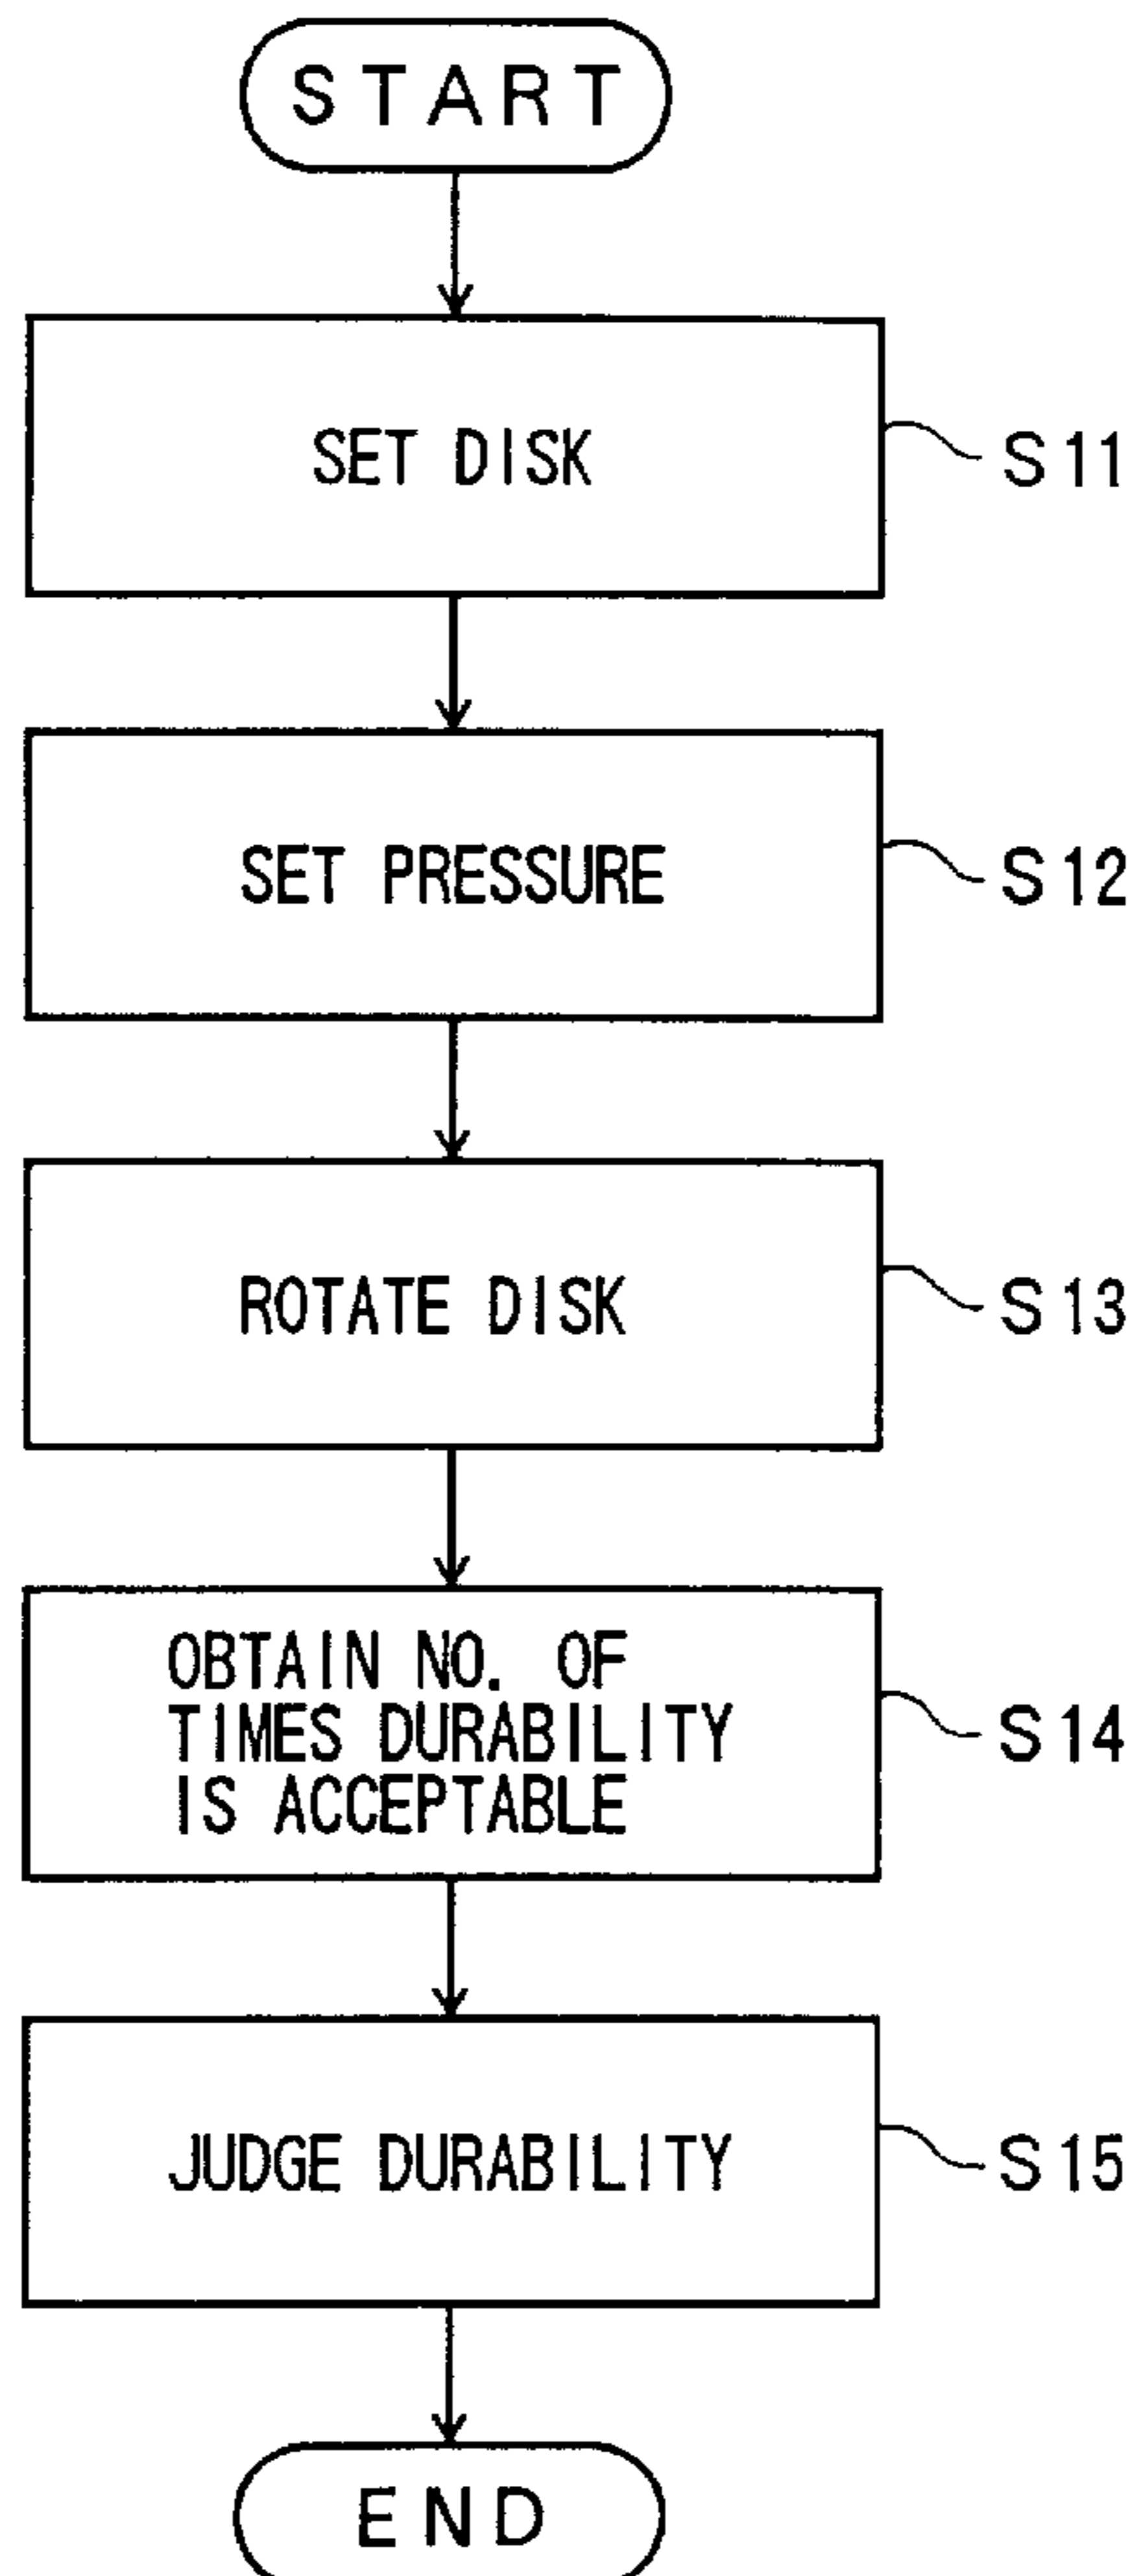 START
SET DISK
S11
SET PRESSURE
S12
ROTATE DISK
S13
OBTAIN NO. OF
TIMES DURABILITY
IS ACCEPTABLE
S14
JUDGE DURABILITY
S15
END